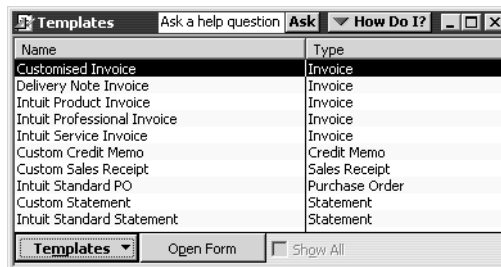 Templates Ask a help question Ask How Do I?
Name Type
Customised Invoice Invoice
Delivery Note Invoice Invoice
Intuit Product Invoice Invoice
Intuit Professional Invoice Invoice
Intuit Service Invoice Invoice
Custom Credit Memo Credit Memo
Custom Sales Receipt Sales Receipt
Intuit Standard PO Purchase Order
Custom Statement Statement
Intuit Standard Statement Statement
Templates Open Form Show All